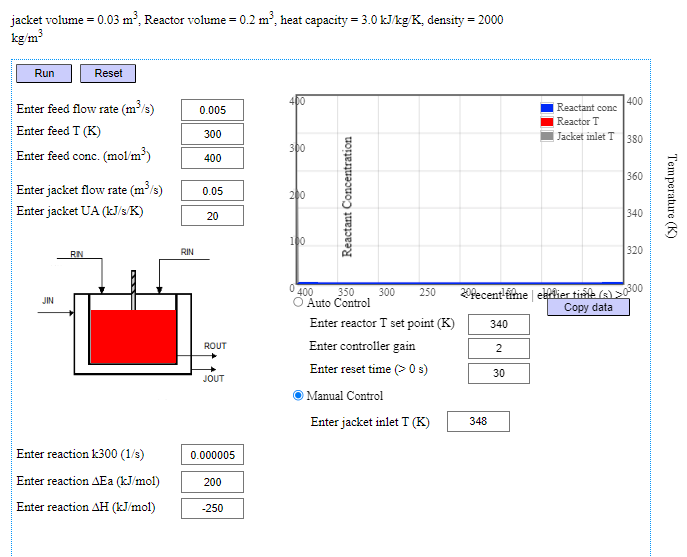 jacket volume = 0.03 m³, Reactor volume = 0.2 m³, heat capacity = 3.0 kJ/kg/K, density = 2000
kg/m³
Run Reset
Enter feed flow rate (m³/s) 0.005
Enter feed T (K) 300
Enter feed conc. (mol/m³) 400
Enter jacket flow rate (m³/s) 0.05
Enter jacket UA (kJ/s/K) 20
RIN
RIN
JIN
ROUT
JOUT
400
300
200
100
0
Reactant Concentration
Reactant conc
Reactor T
Jacket inlet T
400
380
360
340
320
300
Temperature (K)
400 350 300 250 200 150 100 50 0
<recent time | earlier time (s) >
Copy data
Auto Control
Enter reactor T set point (K) 340
Enter controller gain 2
Enter reset time (> 0 s) 30
Manual Control
Enter jacket inlet T (K) 348
Enter reaction k300 (1/s) 0.000005
Enter reaction ΔEa (kJ/mol) 200
Enter reaction ΔH (kJ/mol) -250